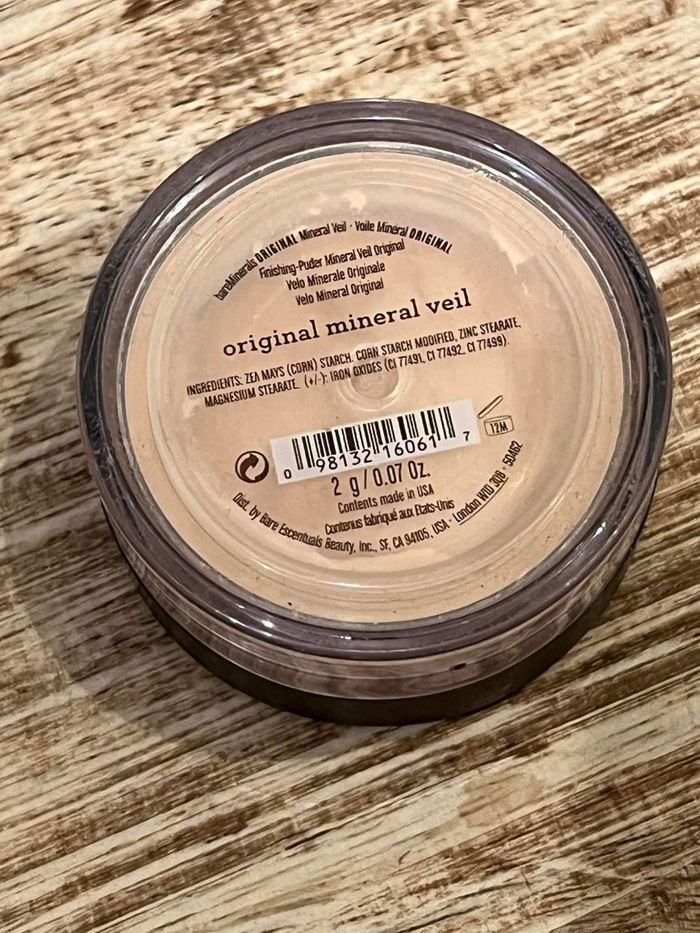 bareMinerals ORIGINAL Mineral Veil · Voile Minéral ORIGINAL
Finishing-Puder Mineral Veil Original
Velo Minerale Originale
Velo Mineral Original
original mineral veil
INGREDIENTS: ZEA MAYS (CORN) STARCH, CORN STARCH MODIFIED, ZINC STEARATE,
MAGNESIUM STEARATE. (+/-): IRON OXIDES (CI 77491, CI 77492, CI 77499).
12M
0 98132 16061 7
2 g / 0.07 Oz.
Contents made in USA
Contenus fabriqué aux Etats-Unis
Dist. by Bare Escentuals Beauty, Inc., SF, CA 94105, USA · London W1D 3QB · 50462